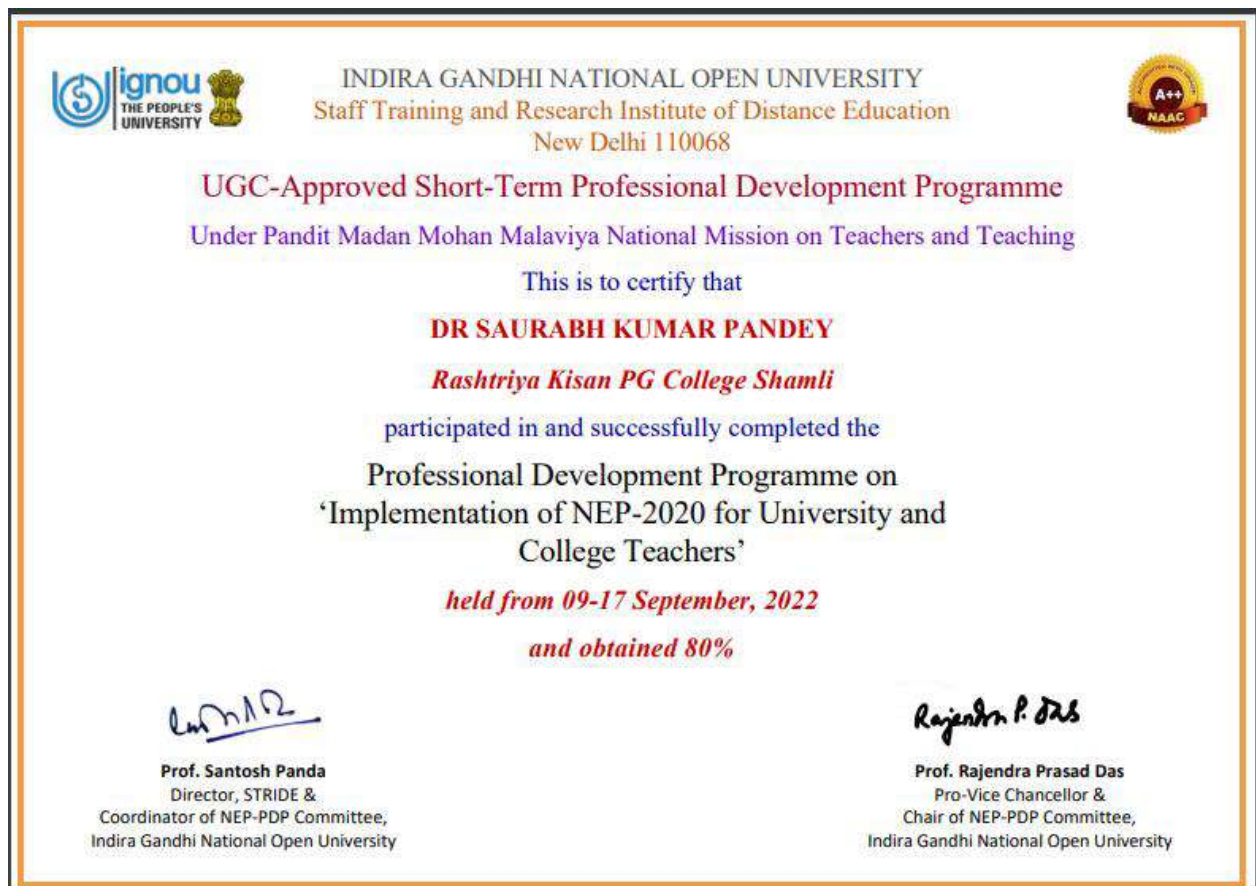 ignou
THE PEOPLE'S
UNIVERSITY
INDIRA GANDHI NATIONAL OPEN UNIVERSITY
Staff Training and Research Institute of Distance Education
New Delhi 110068
A++
NAAC
UGC-Approved Short-Term Professional Development Programme
Under Pandit Madan Mohan Malaviya National Mission on Teachers and Teaching
This is to certify that
DR SAURABH KUMAR PANDEY
Rashtriya Kisan PG College Shamli
participated in and successfully completed the
Professional Development Programme on
‘Implementation of NEP-2020 for University and
College Teachers’
held from 09-17 September, 2022
and obtained 80%
Rajendra P. Das
Prof. Santosh Panda
Director, STRIDE &
Coordinator of NEP-PDP Committee,
Indira Gandhi National Open University
Prof. Rajendra Prasad Das
Pro-Vice Chancellor &
Chair of NEP-PDP Committee,
Indira Gandhi National Open University